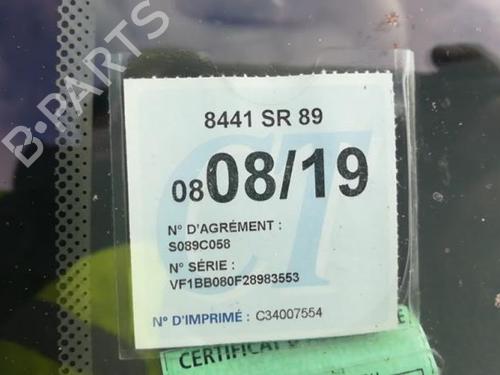 B-PARTS
8441 SR 89
08 08/19
N° D'AGRÉMENT :
S089C058
N° SÉRIE :
VF1BB080F28983553
N° D'IMPRIMÉ : C34007554
CERTIFICAT